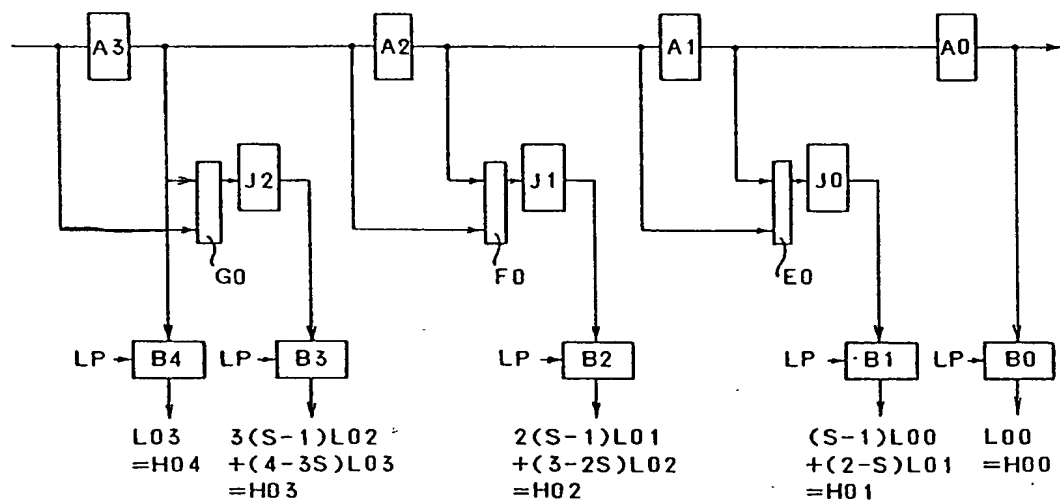 A3
A2
A1
A0
J2
J1
J0
G0
F0
E0
LP
B4
LP
B3
LP
B2
LP
B1
LP
B0
L03
=H04
3(S-1)L02
+(4-3S)L03
=H03
2(S-1)L01
+(3-2S)L02
=H02
(S-1)L00
+(2-S)L01
=H01
L00
=H00